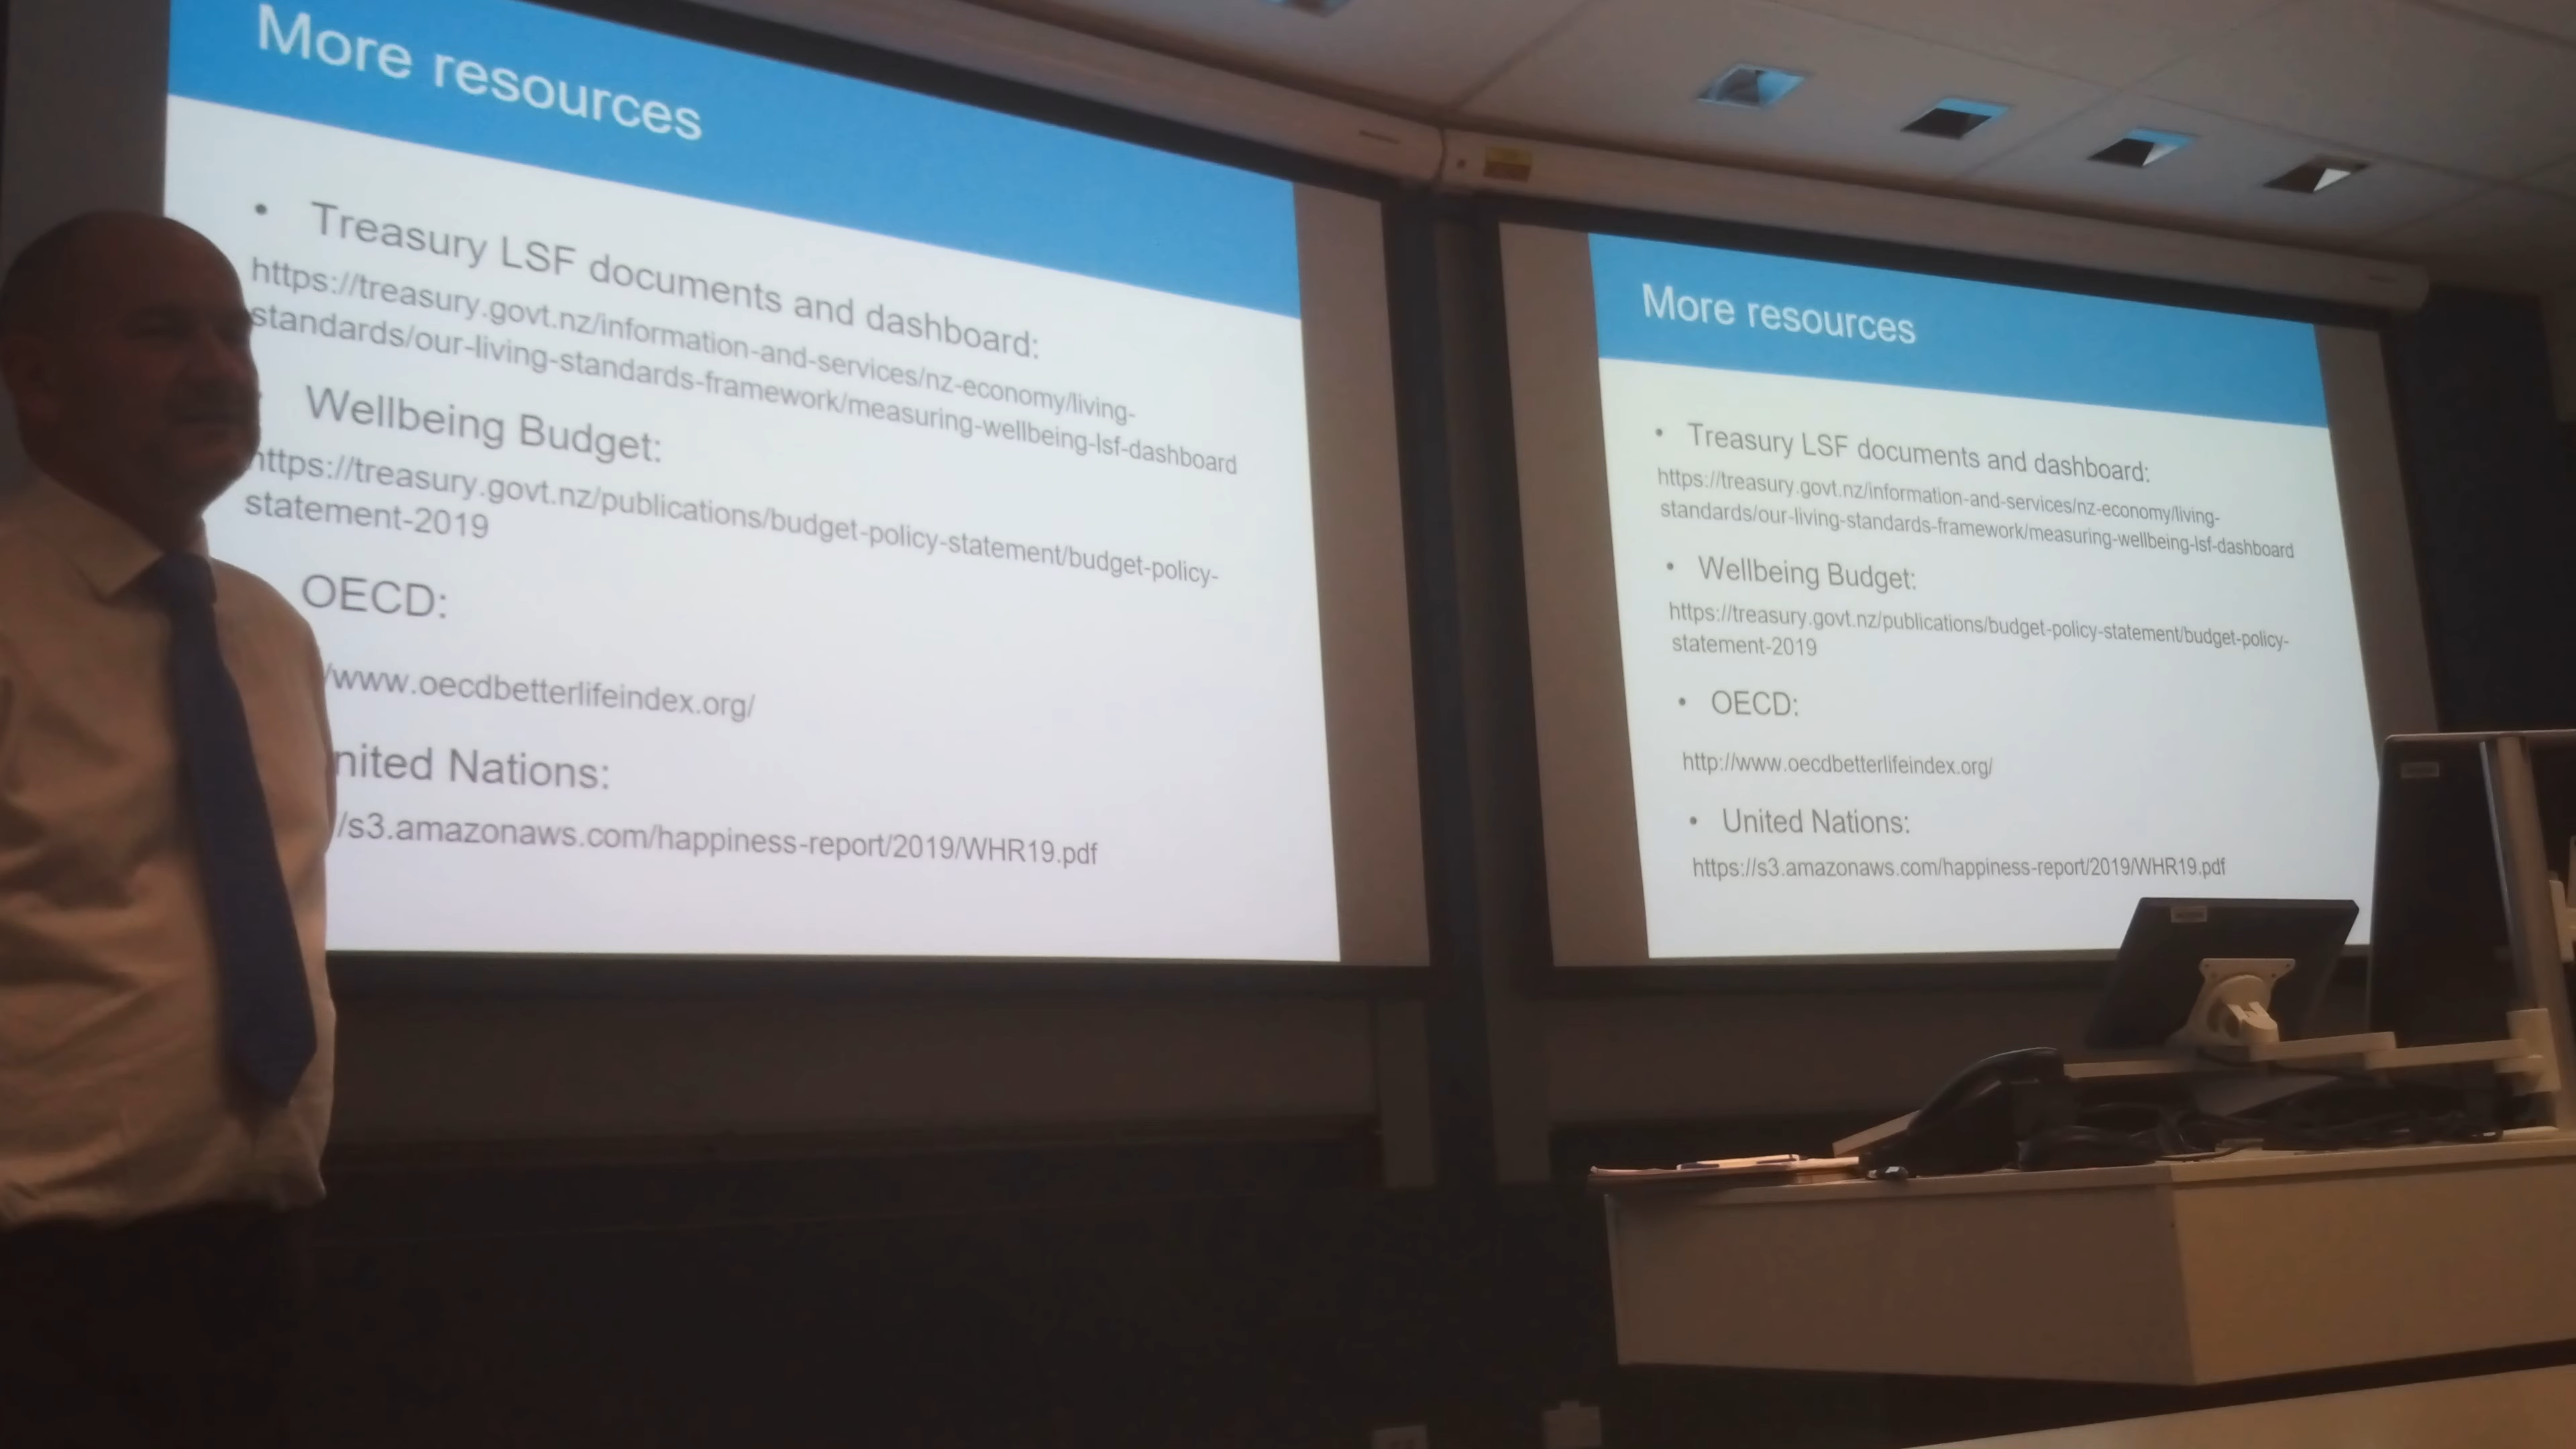 More resources
• Treasury LSF documents and dashboard:
https://treasury.govt.nz/information-and-services/nz-economy/living-
standards/our-living-standards-framework/measuring-wellbeing-lsf-dashboard
Wellbeing Budget:
https://treasury.govt.nz/publications/budget-policy-statement/budget-policy-
statement-2019
OECD:
/www.oecdbetterlifeindex.org/
nited Nations:
/s3.amazonaws.com/happiness-report/2019/WHR19.pdf
More resources
• Treasury LSF documents and dashboard:
https://treasury.govt.nz/information-and-services/nz-economy/living-
standards/our-living-standards-framework/measuring-wellbeing-lsf-dashboard
• Wellbeing Budget:
https://treasury.govt.nz/publications/budget-policy-statement/budget-policy-
statement-2019
• OECD:
http://www.oecdbetterlifeindex.org/
• United Nations:
https://s3.amazonaws.com/happiness-report/2019/WHR19.pdf